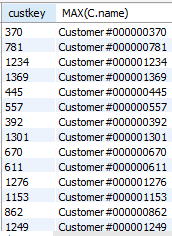 custkey MAX(C.name)
370 Customer#000000370
781 Customer#000000781
1234 Customer#000001234
1369 Customer#000001369
445 Customer#000000445
557 Customer#000000557
392 Customer#000000392
1301 Customer#000001301
670 Customer#000000670
611 Customer#000000611
1276 Customer#000001276
1153 Customer#000001153
862 Customer#000000862
1249 Customer#000001249